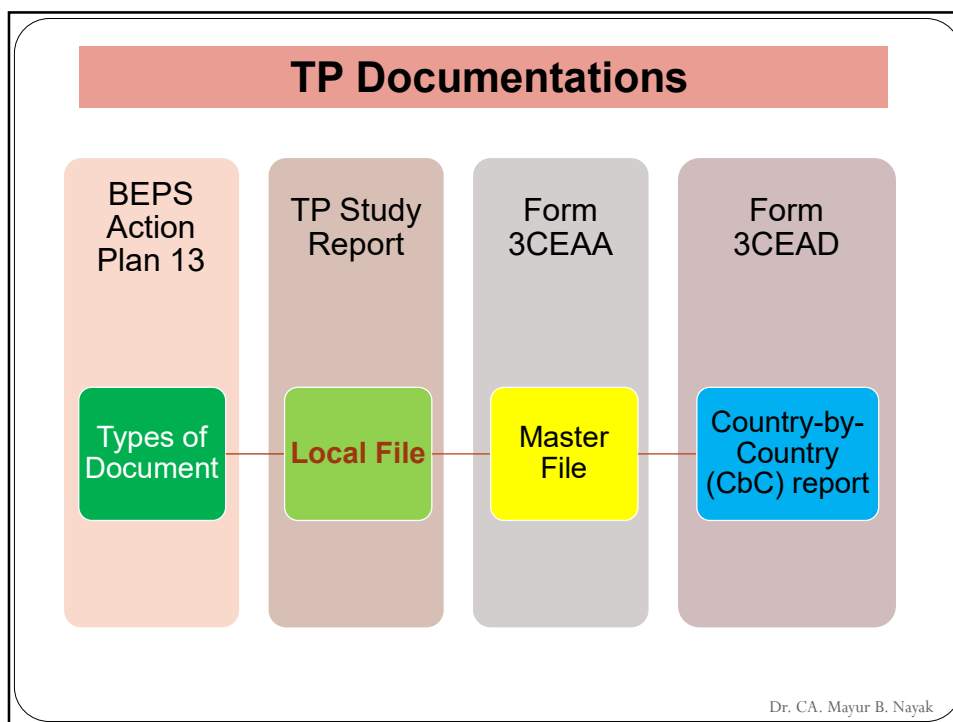 TP Documentations
BEPS
Action
Plan 13
TP Study
Report
Form
3CEAA
Form
3CEAD
Types of
Document
Local File
Master
File
Country-by-
Country
(CbC) report
Dr. CA. Mayur B. Nayak